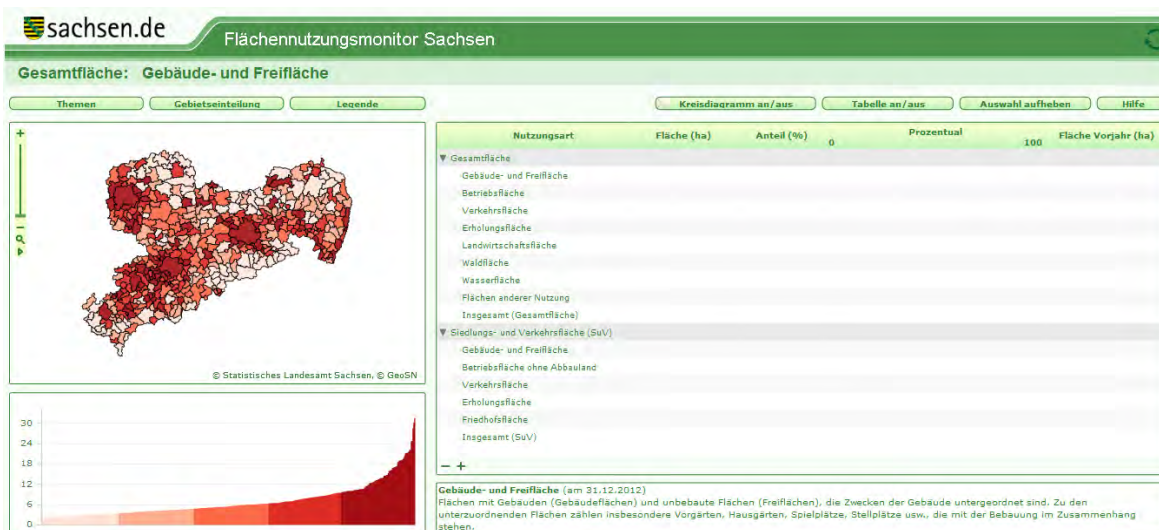 sachsen.de
Flächennutzungsmonitor Sachsen
Gesamtfläche: Gebäude- und Freifläche
Themen Gebietseinteilung Legende
Kreisdiagramm an/aus Tabelle an/aus Auswahl aufheben Hilfe
© Statistisches Landesamt Sachsen, © GeoSN
30
24
18
12
6
0
Nutzungsart Fläche (ha) Anteil (%) 0 Prozentual 100 Fläche Vorjahr (ha)
▼ Gesamtfläche
Gebäude- und Freifläche
Betriebsfläche
Verkehrsfläche
Erholungsfläche
Landwirtschaftsfläche
Waldfläche
Wasserfläche
Flächen anderer Nutzung
Insgesamt (Gesamtfläche)
▼ Siedlungs- und Verkehrsfläche (SuV)
Gebäude- und Freifläche
Betriebsfläche ohne Abbauland
Verkehrsfläche
Erholungsfläche
Friedhofsfläche
Insgesamt (SuV)
− +
Gebäude- und Freifläche (am 31.12.2012)
Flächen mit Gebäuden (Gebäudeflächen) und unbebaute Flächen (Freiflächen), die Zwecken der Gebäude untergeordnet sind. Zu den
unterzuordnenden Flächen zählen insbesondere Vorgärten, Hausgärten, Spielplätze, Stellplätze usw., die mit der Bebauung im Zusammenhang
stehen.